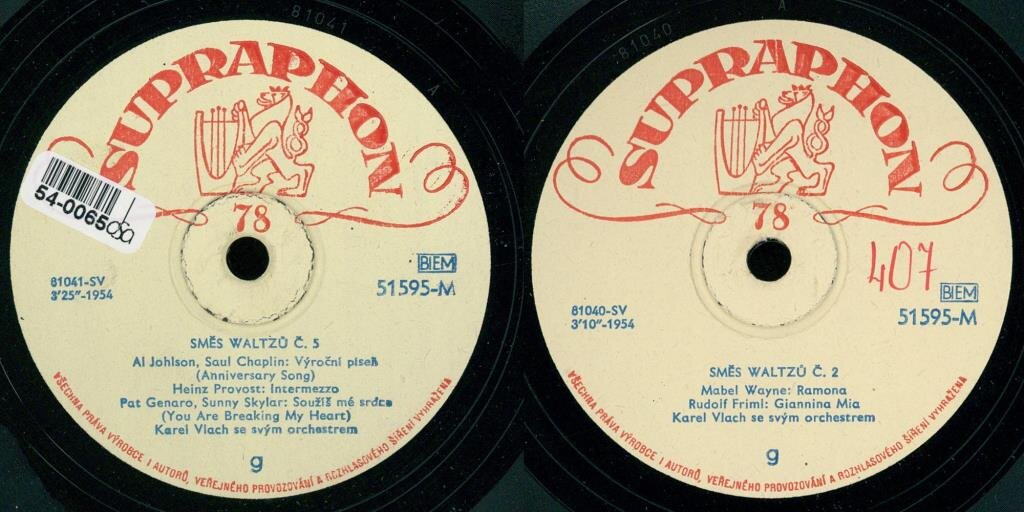 81041
A
SUPRAPHON
54-0065
78
BIEM
81041-SV
3'25"-1954
51595-M
SMĚS WALTZŮ Č. 5
Al Johlson, Saul Chaplin: Výroční píseň
(Anniversary Song)
Heinz Provost: Intermezzo
Pat Genaro, Sunny Skylar: Soužíš mé srdce
(You Are Breaking My Heart)
Karel Vlach se svým orchestrem
g
VŠECHNA PRÁVA VÝROBCE I AUTORŮ, VEŘEJNÉHO PROVOZOVÁNÍ A ROZHLASOVÉHO ŠÍŘENÍ VYHRAŽENA
81040
A
SUPRAPHON
78
407
BIEM
81040-SV
3'10"-1954
51595-M
SMĚS WALTZŮ Č. 2
Mabel Wayne: Ramona
Rudolf Friml: Giannina Mia
Karel Vlach se svým orchestrem
g
VŠECHNA PRÁVA VÝROBCE I AUTORŮ, VEŘEJNÉHO PROVOZOVÁNÍ A ROZHLASOVÉHO ŠÍŘENÍ VYHRAŽENA